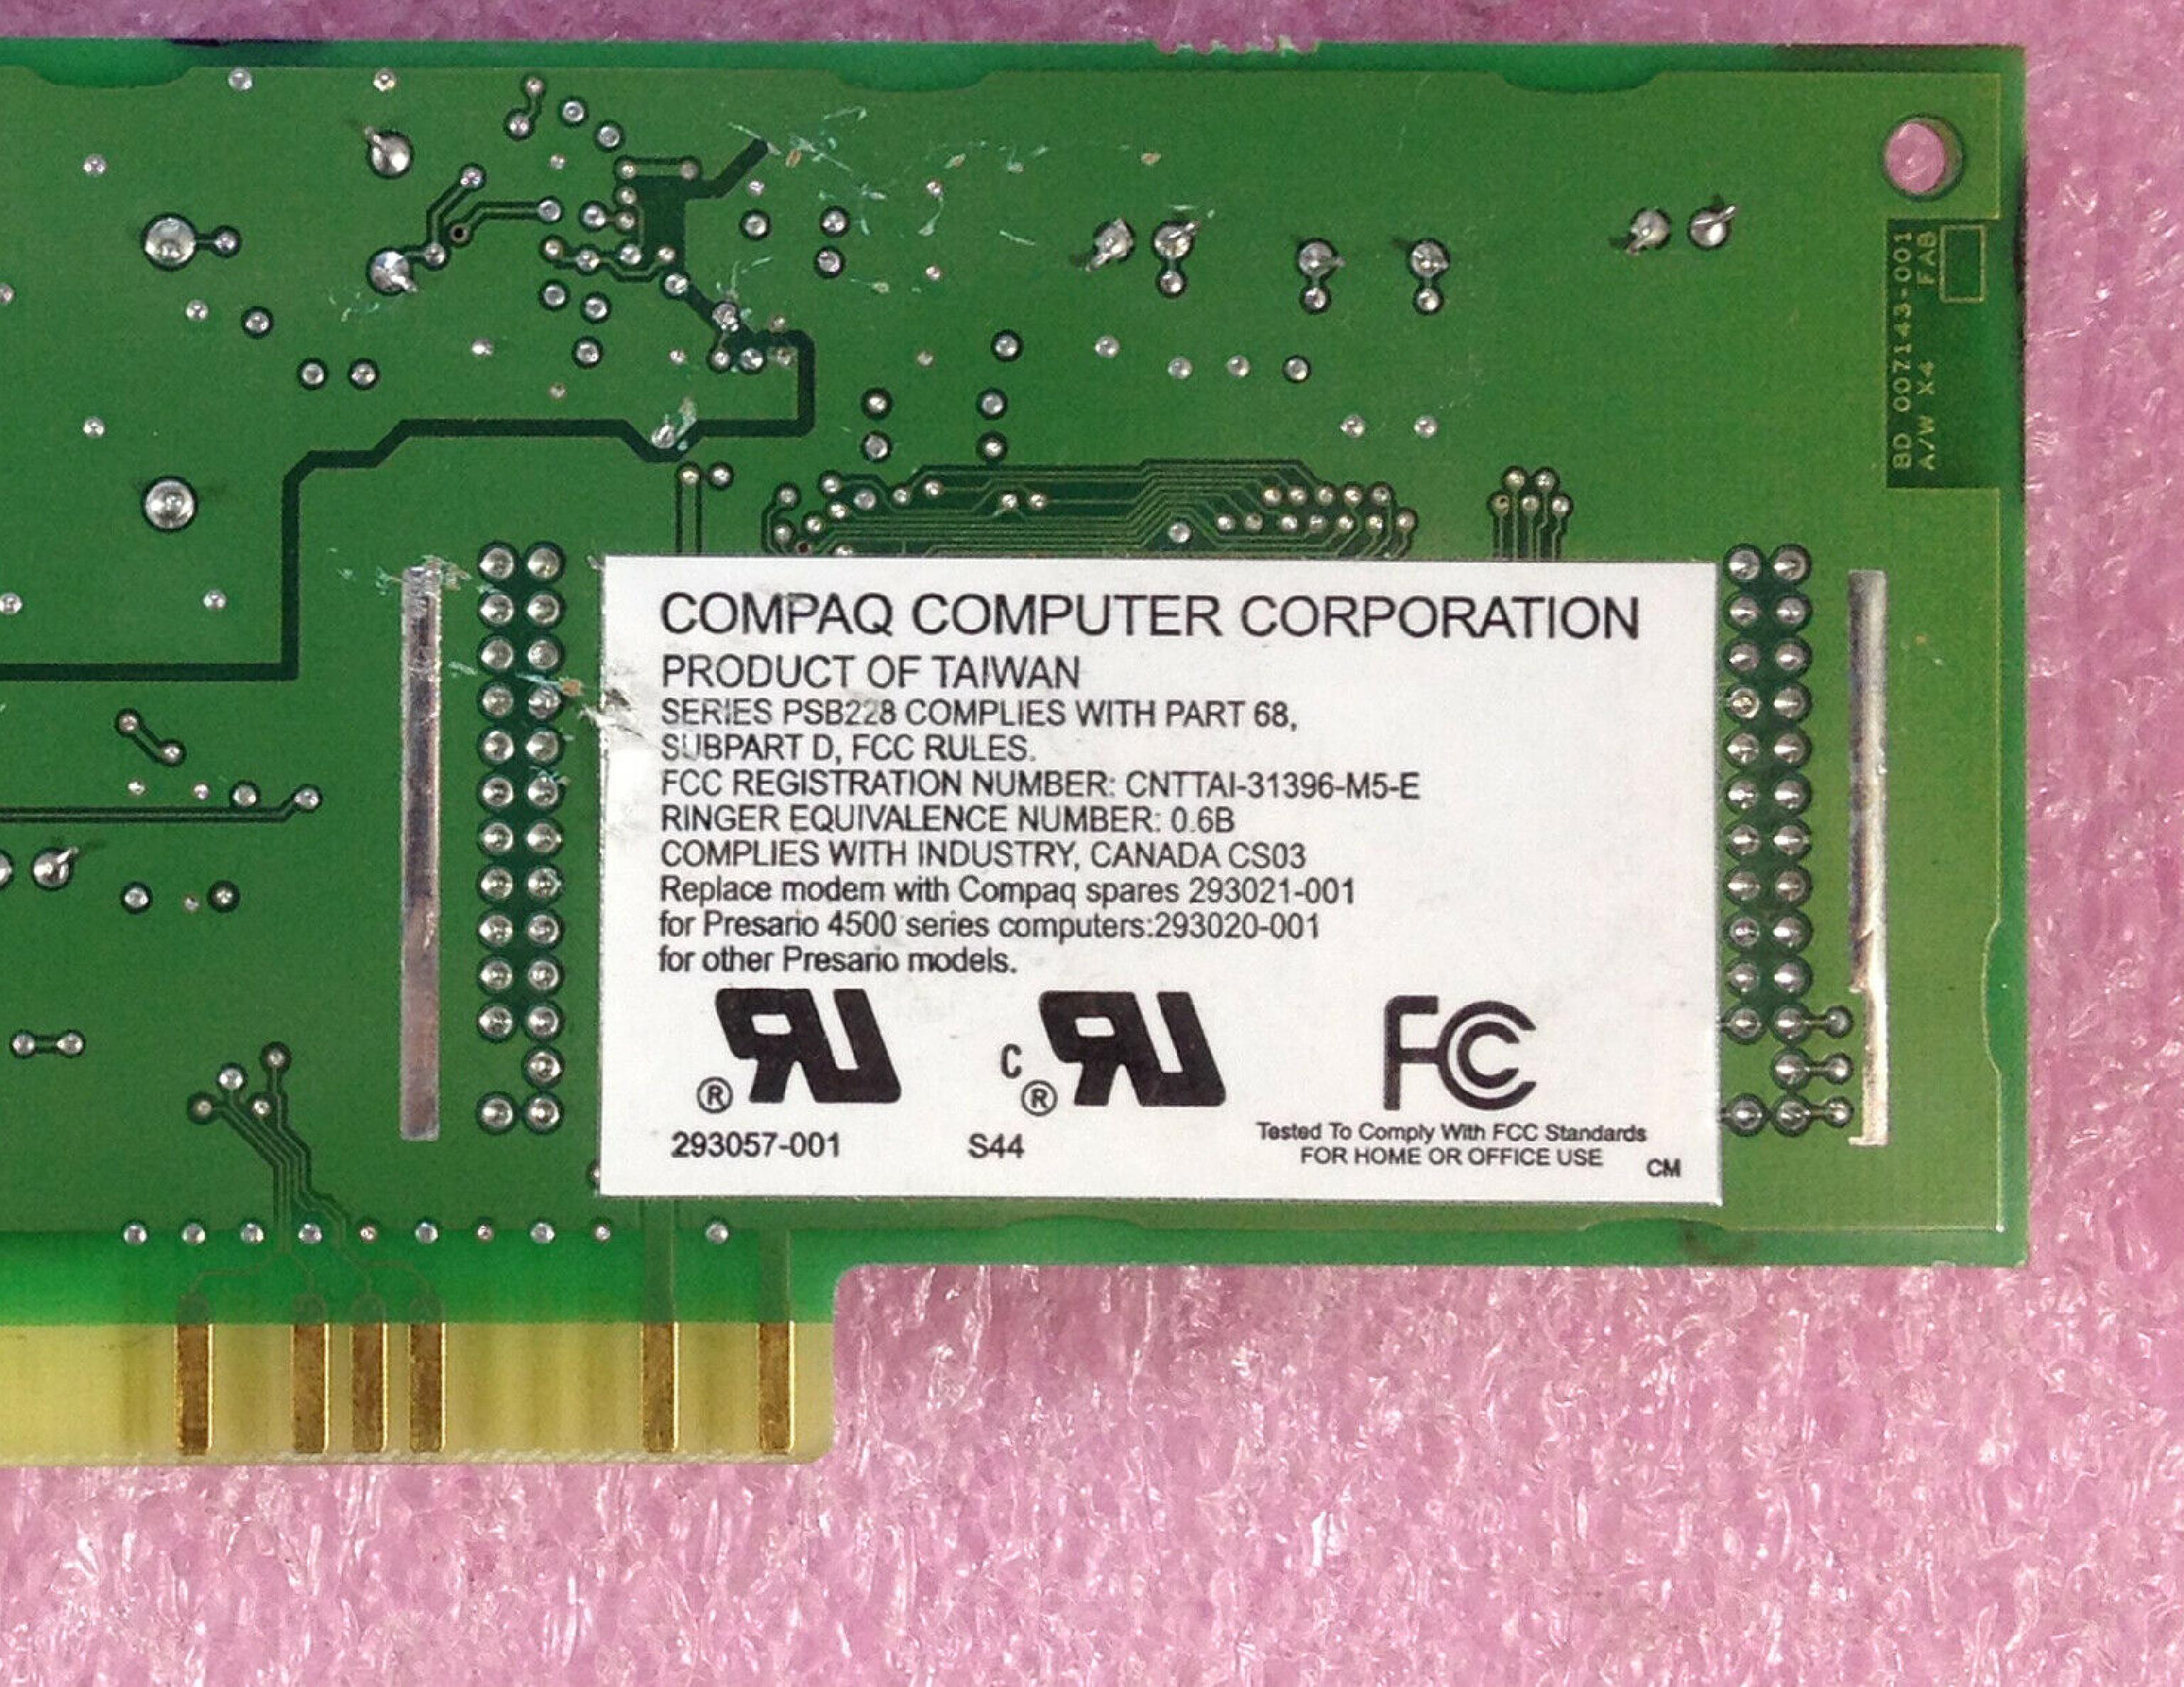 BD 007143-001
A/W X4 FAB
COMPAQ COMPUTER CORPORATION
PRODUCT OF TAIWAN
SERIES PSB228 COMPLIES WITH PART 68,
SUBPART D, FCC RULES.
FCC REGISTRATION NUMBER: CNTTAI-31396-M5-E
RINGER EQUIVALENCE NUMBER: 0.6B
COMPLIES WITH INDUSTRY, CANADA CS03
Replace modem with Compaq spares 293021-001
for Presario 4500 series computers:293020-001
for other Presario models.
® RU
C ® RU
FC
293057-001
S44
Tested To Comply With FCC Standards
FOR HOME OR OFFICE USE
CM